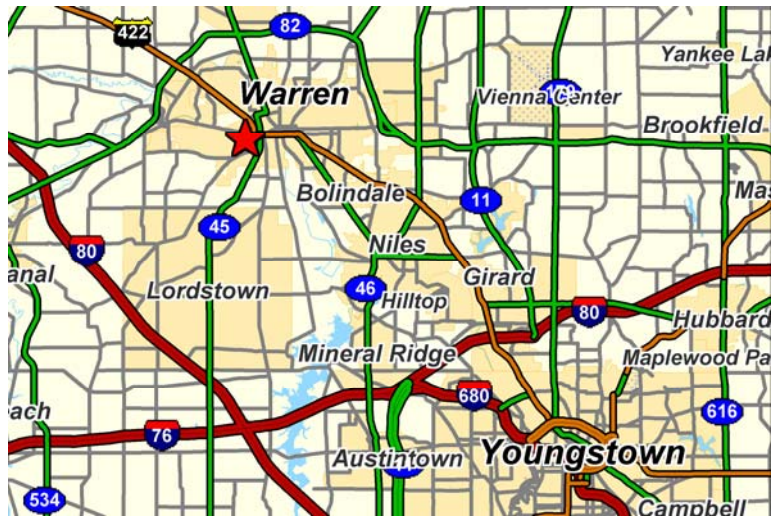 82
422
Yankee Lak
Warren
Vienna Center
Brookfield
Mas
Bolindale
11
45
Niles
80
anal
Girard
Lordstown
46
Hilltop
80
Hubbard
Mineral Ridge
Maplewood Pa
680
616
each
76
Youngstown
Austintown
534
Campbell